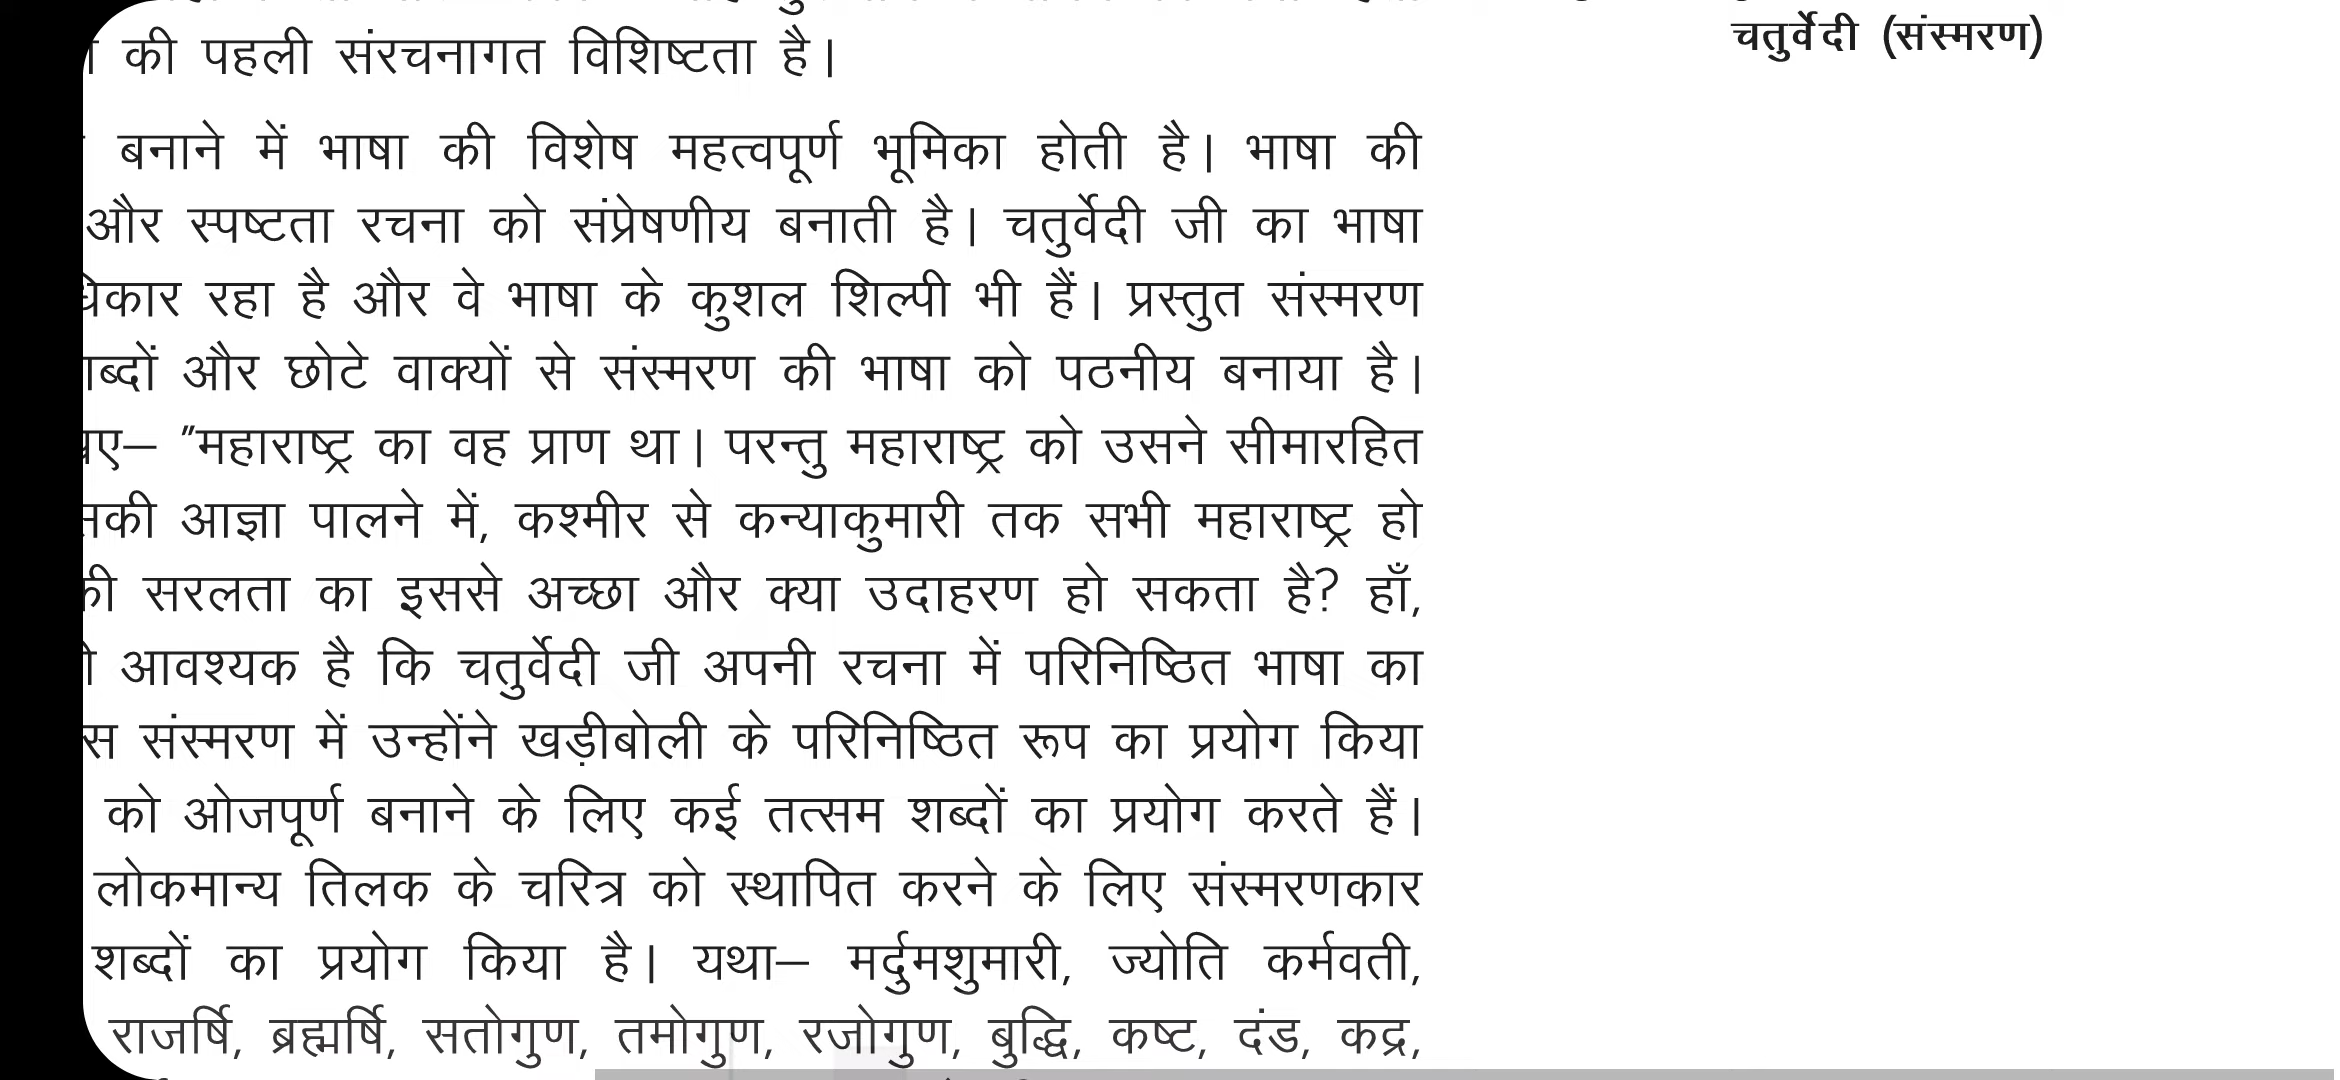 की पहली संरचनागत विशिष्टता है।
चतुर्वेदी (संस्मरण)
बनाने में भाषा की विशेष महत्वपूर्ण भूमिका होती है। भाषा की
और स्पष्टता रचना को संप्रेषणीय बनाती है। चतुर्वेदी जी का भाषा
रहा है और वे भाषा के कुशल शिल्पी भी हैं। प्रस्तुत संस्मरण
और छोटे वाक्यों से संस्मरण की भाषा को पठनीय बनाया है।
"महाराष्ट्र का वह प्राण था। परन्तु महाराष्ट्र को उसने सीमारहित
आज्ञा पालने में, कश्मीर से कन्याकुमारी तक सभी महाराष्ट्र हो
सरलता का इससे अच्छा और क्या उदाहरण हो सकता है? हाँ,
आवश्यक है कि चतुर्वेदी जी अपनी रचना में परिनिष्ठित भाषा का
संस्मरण में उन्होंने खड़ीबोली के परिनिष्ठित रूप का प्रयोग किया
को ओजपूर्ण बनाने के लिए कई तत्सम शब्दों का प्रयोग करते हैं।
लोकमान्य तिलक के चरित्र को स्थापित करने के लिए संस्मरणकार
शब्दों का प्रयोग किया है। यथा– मर्दुमशुमारी, ज्योति कर्मवती,
राजर्षि, ब्रह्मर्षि, सतोगुण, तमोगुण, रजोगुण, बुद्धि, कष्ट, दंड, कद्र,